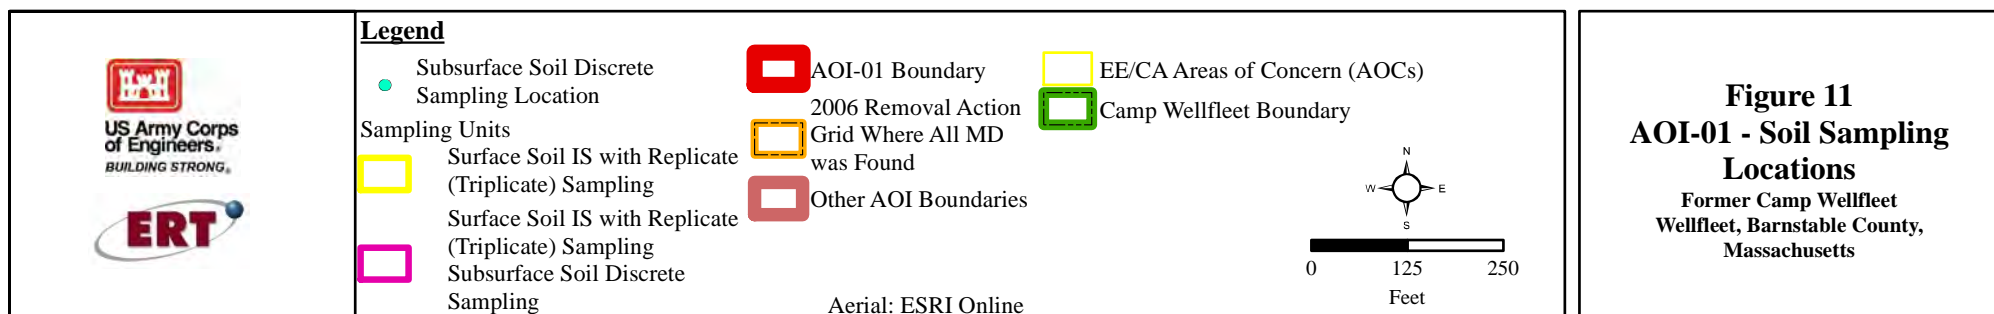 US Army Corps
of Engineers®
BUILDING STRONG®
ERT
Legend
Subsurface Soil Discrete
Sampling Location
Sampling Units
Surface Soil IS with Replicate
(Triplicate) Sampling
Surface Soil IS with Replicate
(Triplicate) Sampling
Subsurface Soil Discrete
Sampling
AOI-01 Boundary
2006 Removal Action
Grid Where All MD
was Found
Other AOI Boundaries
EE/CA Areas of Concern (AOCs)
Camp Wellfleet Boundary
N
W E
S
0 125 250
Feet
Aerial: ESRI Online
Figure 11
AOI-01 - Soil Sampling
Locations
Former Camp Wellfleet
Wellfleet, Barnstable County,
Massachusetts